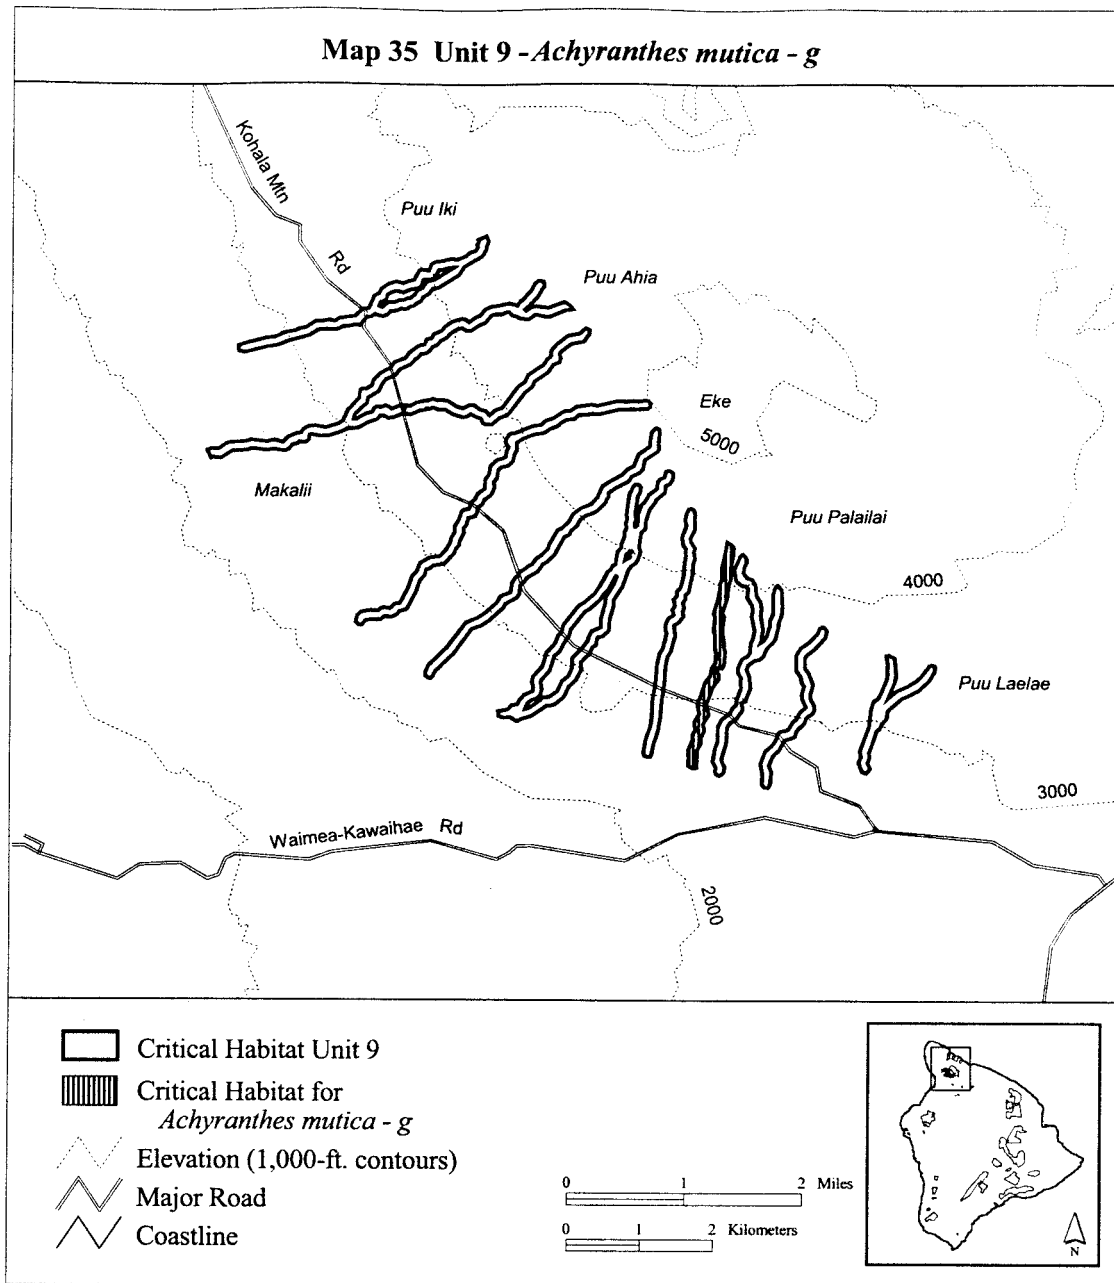 Map 35 Unit 9 - Achyranthes mutica - g
Kohala Mtn
Rd
Puu Iki
Puu Ahia
Eke
5000
Makalii
Puu Palailai
4000
Puu Laelae
3000
Waimea-Kawaihae Rd
2000
Critical Habitat Unit 9
Critical Habitat for
Achyranthes mutica - g
Elevation (1,000-ft. contours)
Major Road
Coastline
0 1 2 Miles
0 1 2 Kilometers
N